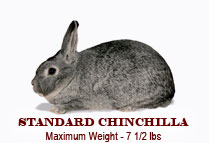 STANDARD CHINCHILLA
Maximum Weight - 7 1/2 lbs